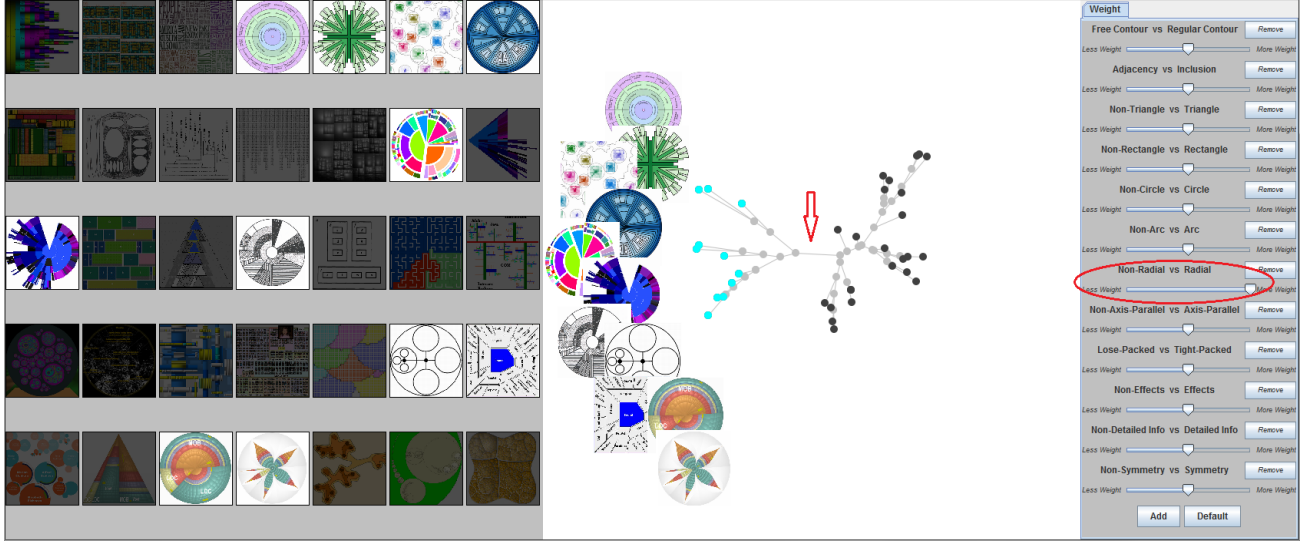 Weight
Free Contour vs Regular Contour
Remove
Less Weight More Weight
Adjacency vs Inclusion
Remove
Less Weight More Weight
Non-Triangle vs Triangle
Remove
Less Weight More Weight
Non-Rectangle vs Rectangle
Remove
Less Weight More Weight
Non-Circle vs Circle
Remove
Less Weight More Weight
Non-Arc vs Arc
Remove
Less Weight More Weight
Non-Radial vs Radial
Remove
Less Weight More Weight
Non-Axis-Parallel vs Axis-Parallel
Remove
Less Weight More Weight
Lose-Packed vs Tight-Packed
Remove
Less Weight More Weight
Non-Effects vs Effects
Remove
Less Weight More Weight
Non-Detailed Info vs Detailed Info
Remove
Less Weight More Weight
Non-Symmetry vs Symmetry
Remove
Less Weight More Weight
Add Default